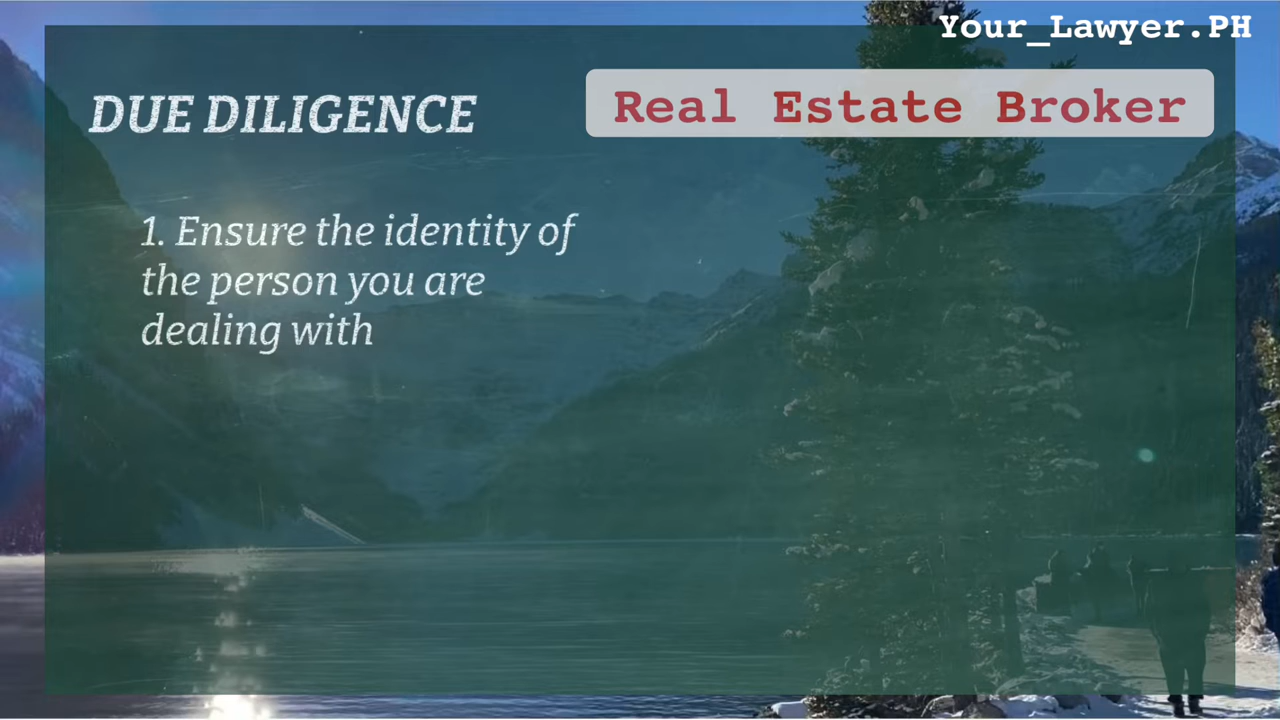 Your_Lawyer.PH
DUE DILIGENCE
Real Estate Broker
1. Ensure the identity of
the person you are
dealing with